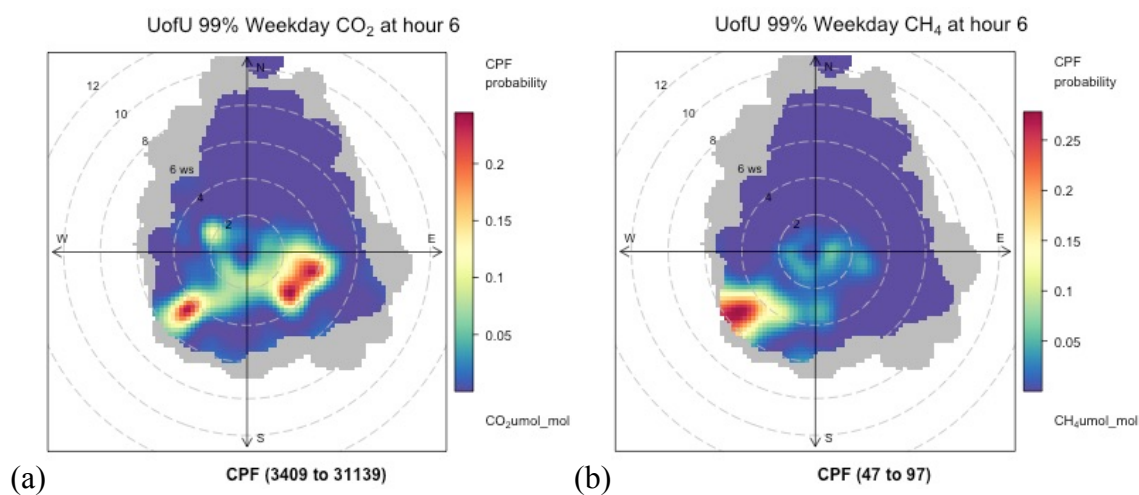 UofU 99% Weekday CO₂ at hour 6
12
10
8
6 ws
4
2
N
W
E
S
CPF
probability
0.2
0.15
0.1
0.05
CO₂umol_mol
CPF (3409 to 31139)
(a)
UofU 99% Weekday CH₄ at hour 6
12
10
8
6 ws
4
2
N
W
E
S
CPF
probability
0.25
0.2
0.15
0.1
0.05
CH₄umol_mol
CPF (47 to 97)
(b)